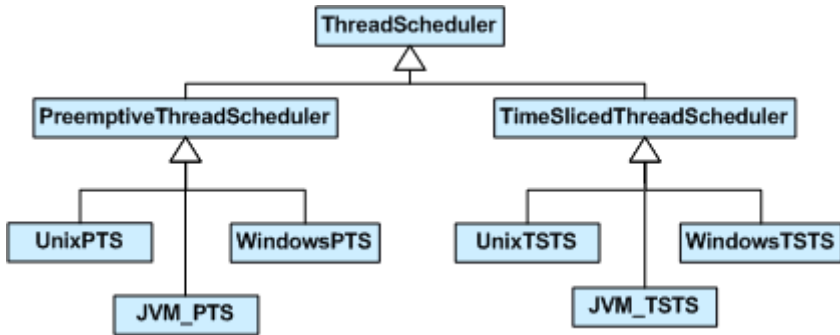 ThreadScheduler
PreemptiveThreadScheduler
TimeSlicedThreadScheduler
UnixPTS
WindowsPTS
UnixTSTS
WindowsTSTS
JVM_PTS
JVM_TSTS